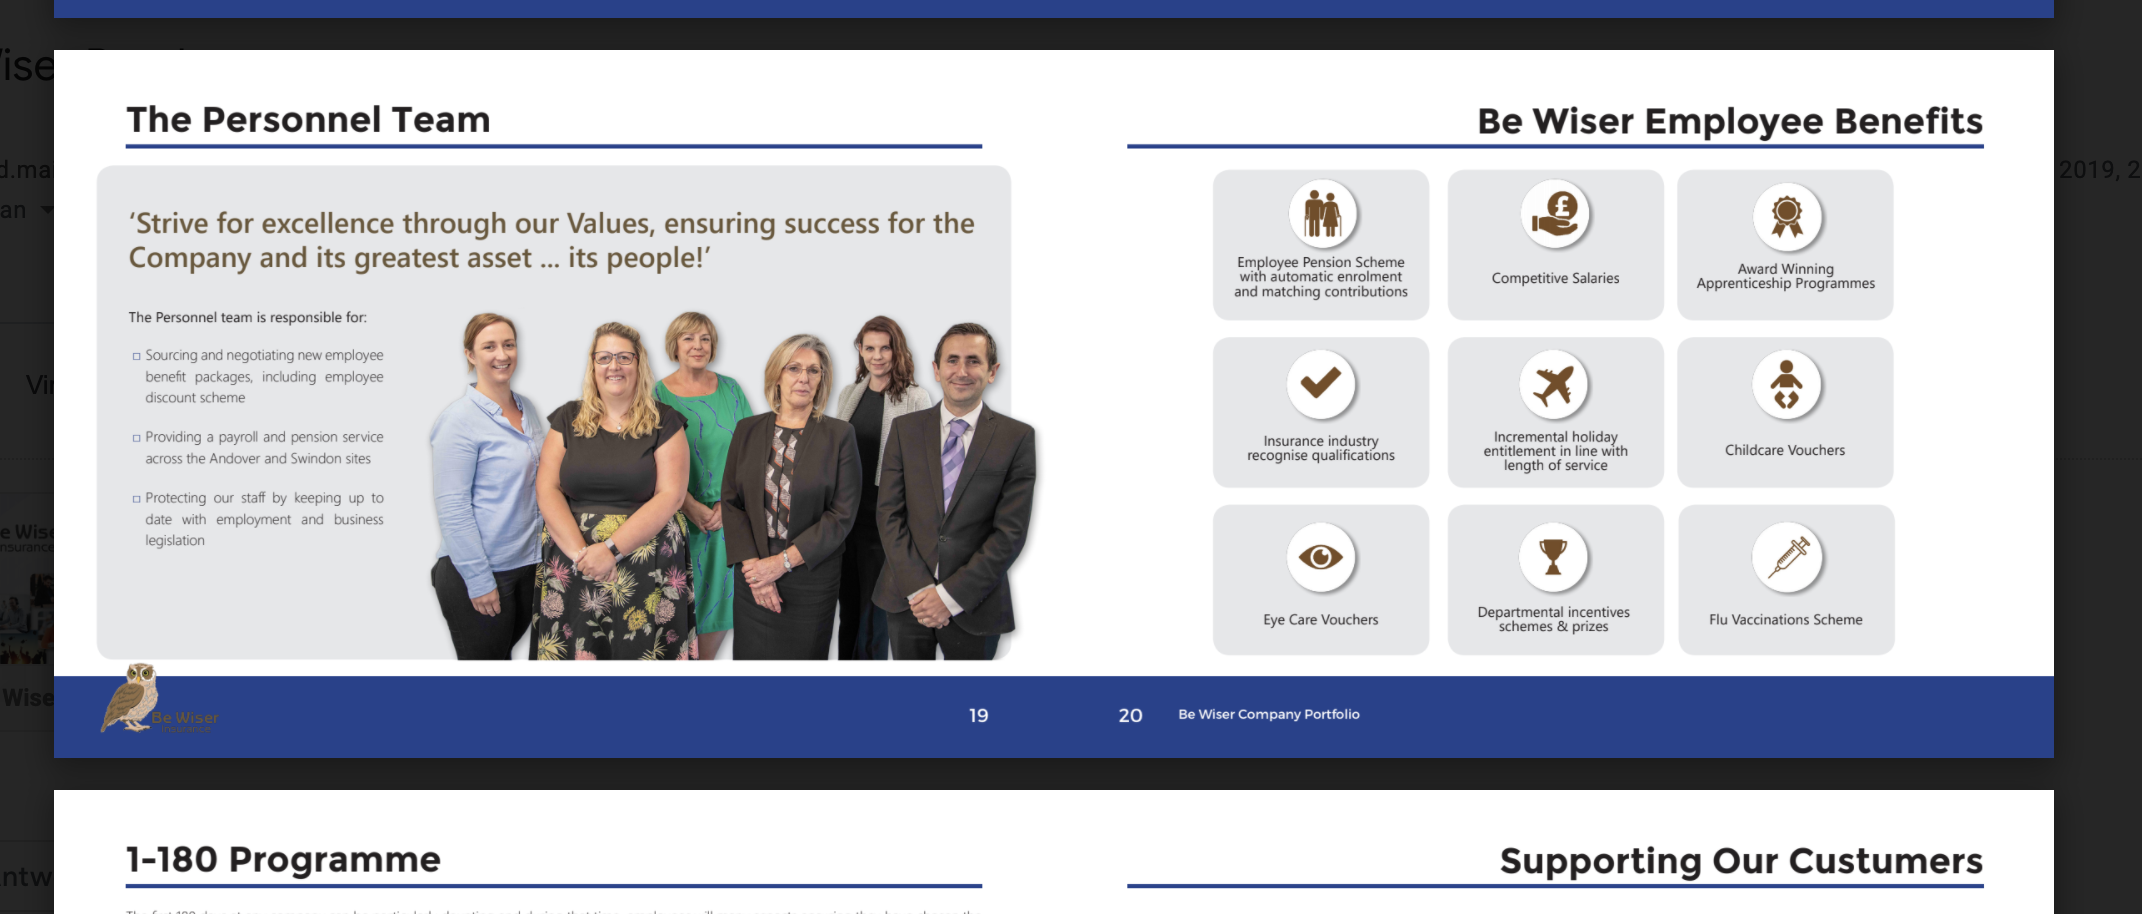 The Personnel Team
'Strive for excellence through our Values, ensuring success for the
Company and its greatest asset ... its people!'
The Personnel team is responsible for:
Sourcing and negotiating new employee
benefit packages, including employee
discount scheme
Providing a payroll and pension service
across the Andover and Swindon sites
Protecting our staff by keeping up to
date with employment and business
legislation
Be Wiser
Insurance
19
Be Wiser Employee Benefits
Employee Pension Scheme
with automatic enrolment
and matching contributions
Competitive Salaries
Award Winning
Apprenticeship Programmes
Insurance industry
recognise qualifications
Incremental holiday
entitlement in line with
length of service
Childcare Vouchers
Eye Care Vouchers
Departmental incentives
schemes & prizes
Flu Vaccinations Scheme
20
Be Wiser Company Portfolio
1-180 Programme
Supporting Our Custumers
2019, 2
Wise